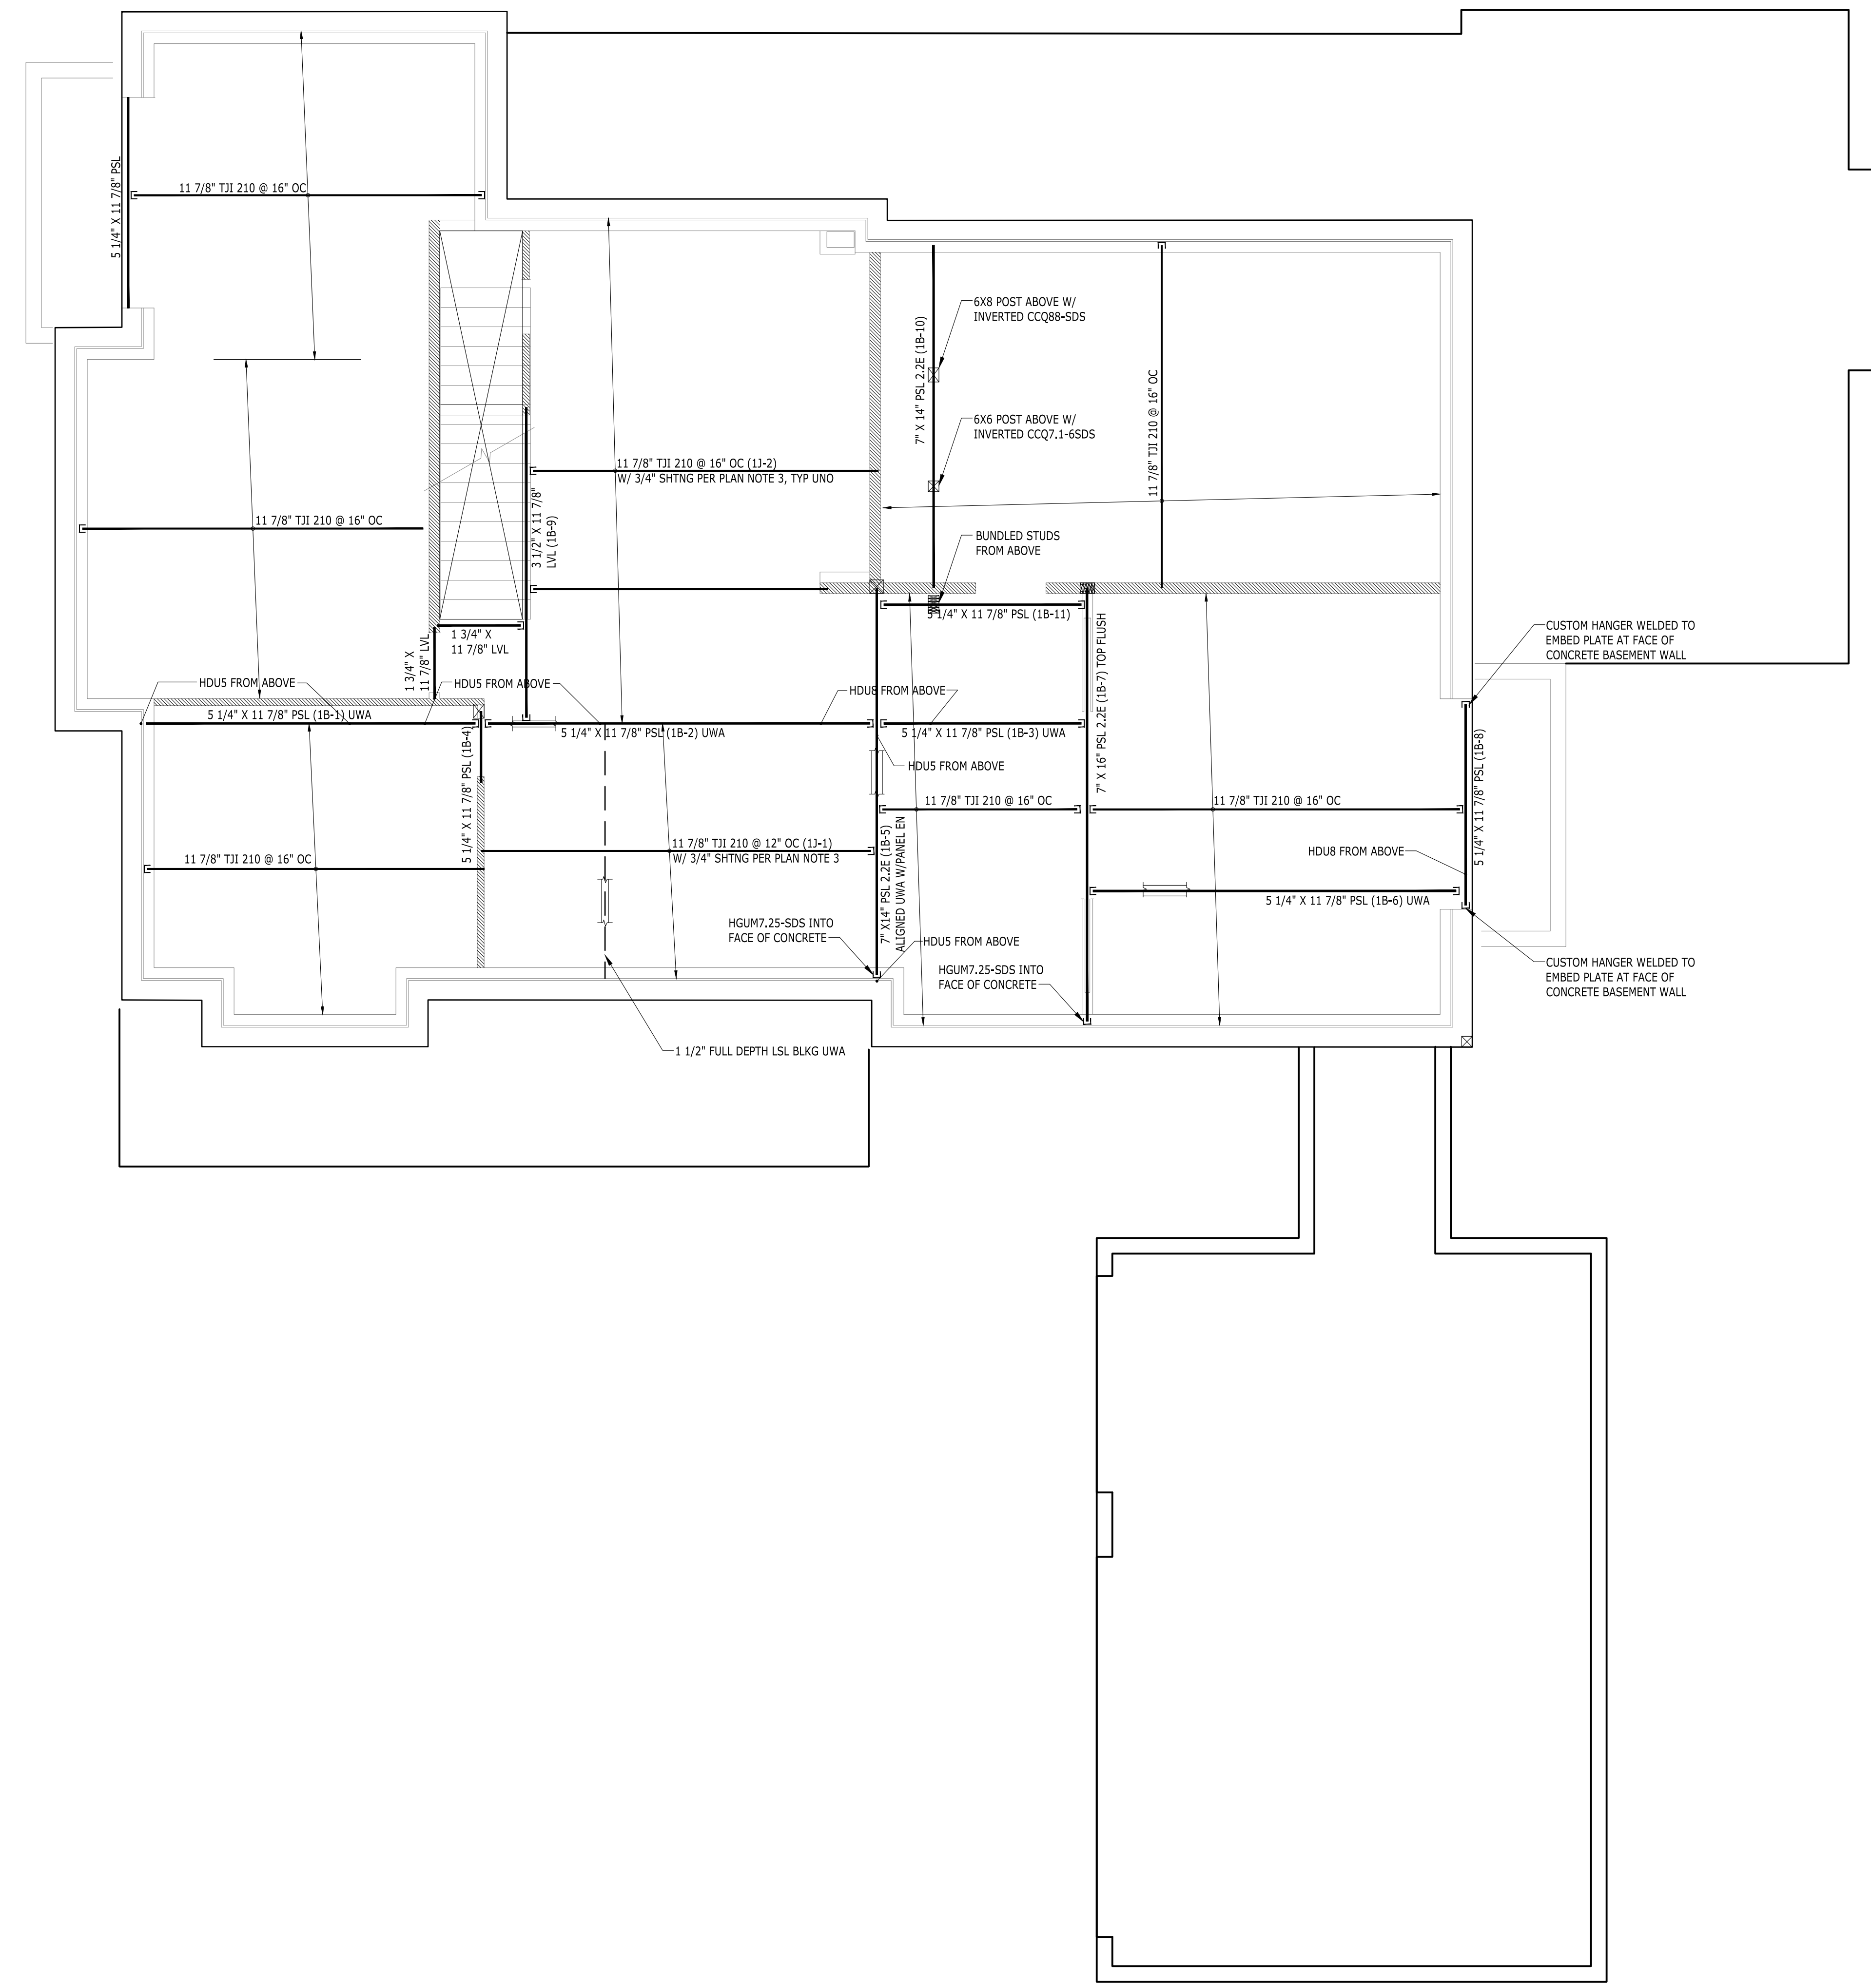 5 1/4" X 11 7/8" PSL
11 7/8" TJI 210 @ 16" OC
6X8 POST ABOVE W/
INVERTED CCQ88-SDS
7" X 14" PSL 2.2E (1B-10)
11 7/8" TJI 210 @ 16" OC
6X6 POST ABOVE W/
INVERTED CCQ7.1-6SDS
11 7/8" TJI 210 @ 16" OC (1J-2)
W/ 3/4" SHTNG PER PLAN NOTE 3, TYP UNO
11 7/8" TJI 210 @ 16" OC
3 1/2" X 11 7/8"
LVL (1B-9)
BUNDLED STUDS
FROM ABOVE
5 1/4" X 11 7/8" PSL (1B-11)
1 3/4" X
11 7/8" LVL
1 3/4" X
11 7/8" LVL
7" X 16" PSL 2.2E (1B-7) TOP FLUSH
CUSTOM HANGER WELDED TO
EMBED PLATE AT FACE OF
CONCRETE BASEMENT WALL
HDU5 FROM ABOVE
HDU5 FROM ABOVE
HDU8 FROM ABOVE
5 1/4" X 11 7/8" PSL (1B-1) UWA
5 1/4" X 11 7/8" PSL (1B-2) UWA
5 1/4" X 11 7/8" PSL (1B-3) UWA
5 1/4" X 11 7/8" PSL (1B-4)
HDU5 FROM ABOVE
5 1/4" X 11 7/8" PSL (1B-8)
11 7/8" TJI 210 @ 16" OC
11 7/8" TJI 210 @ 16" OC
11 7/8" TJI 210 @ 12" OC (1J-1)
W/ 3/4" SHTNG PER PLAN NOTE 3
11 7/8" TJI 210 @ 16" OC
HDU8 FROM ABOVE
7" X14" PSL 2.2E (1B-5)
ALIGNED UWA W/PANEL EN
5 1/4" X 11 7/8" PSL (1B-6) UWA
HGUM7.25-SDS INTO
FACE OF CONCRETE
HDU5 FROM ABOVE
HGUM7.25-SDS INTO
FACE OF CONCRETE
CUSTOM HANGER WELDED TO
EMBED PLATE AT FACE OF
CONCRETE BASEMENT WALL
1 1/2" FULL DEPTH LSL BLKG UWA